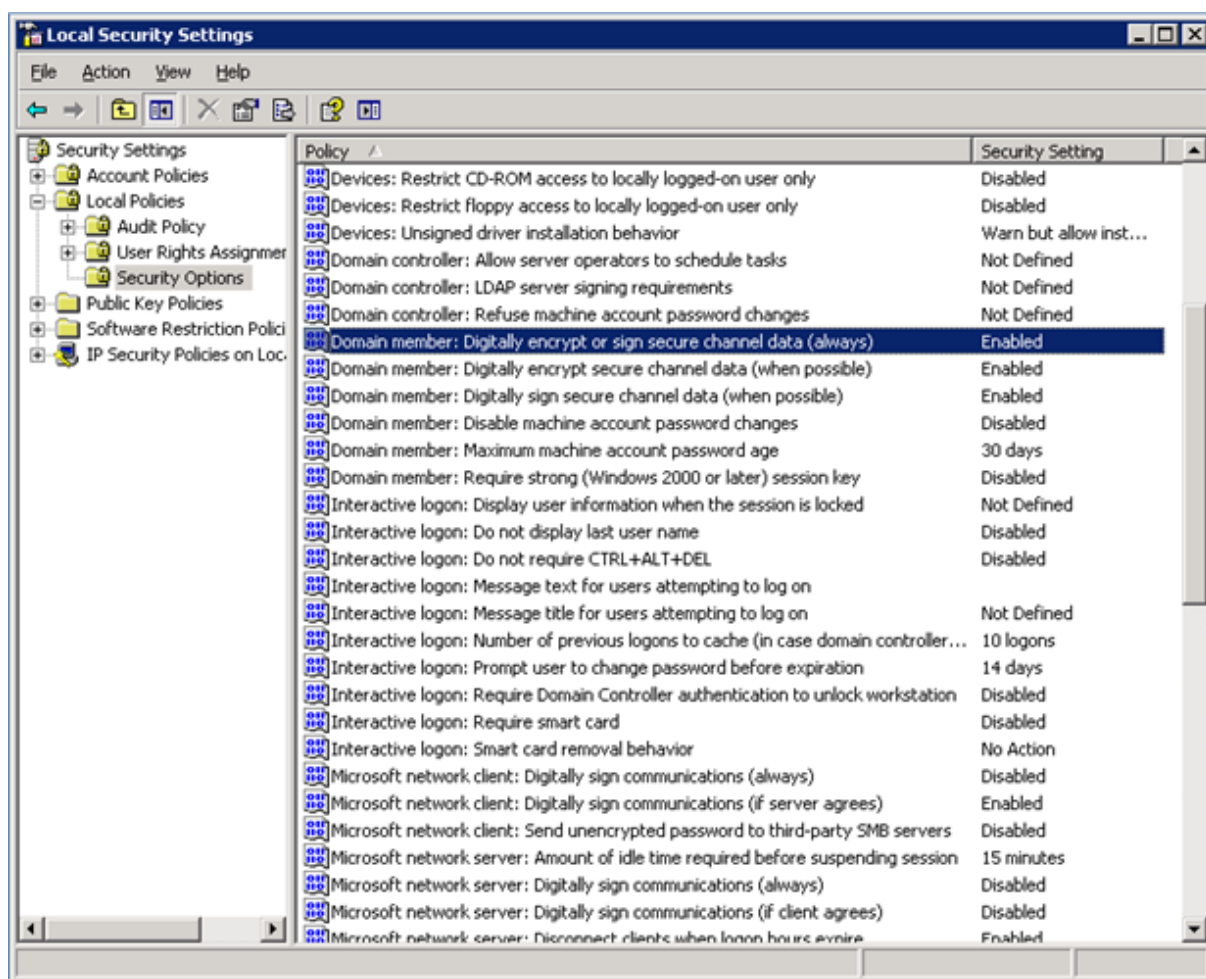 Local Security Settings
File Action View Help
Security Settings
Account Policies
Local Policies
Audit Policy
User Rights Assignmer
Security Options
Public Key Policies
Software Restriction Polici
IP Security Policies on Loc
Policy Security Setting
Devices: Restrict CD-ROM access to locally logged-on user only Disabled
Devices: Restrict floppy access to locally logged-on user only Disabled
Devices: Unsigned driver installation behavior Warn but allow inst...
Domain controller: Allow server operators to schedule tasks Not Defined
Domain controller: LDAP server signing requirements Not Defined
Domain controller: Refuse machine account password changes Not Defined
Domain member: Digitally encrypt or sign secure channel data (always) Enabled
Domain member: Digitally encrypt secure channel data (when possible) Enabled
Domain member: Digitally sign secure channel data (when possible) Enabled
Domain member: Disable machine account password changes Disabled
Domain member: Maximum machine account password age 30 days
Domain member: Require strong (Windows 2000 or later) session key Disabled
Interactive logon: Display user information when the session is locked Not Defined
Interactive logon: Do not display last user name Disabled
Interactive logon: Do not require CTRL+ALT+DEL Disabled
Interactive logon: Message text for users attempting to log on
Interactive logon: Message title for users attempting to log on Not Defined
Interactive logon: Number of previous logons to cache (in case domain controller... 10 logons
Interactive logon: Prompt user to change password before expiration 14 days
Interactive logon: Require Domain Controller authentication to unlock workstation Disabled
Interactive logon: Require smart card Disabled
Interactive logon: Smart card removal behavior No Action
Microsoft network client: Digitally sign communications (always) Disabled
Microsoft network client: Digitally sign communications (if server agrees) Enabled
Microsoft network client: Send unencrypted password to third-party SMB servers Disabled
Microsoft network server: Amount of idle time required before suspending session 15 minutes
Microsoft network server: Digitally sign communications (always) Disabled
Microsoft network server: Digitally sign communications (if client agrees) Disabled
Microsoft network server: Disconnect clients when logon hours expire Enabled